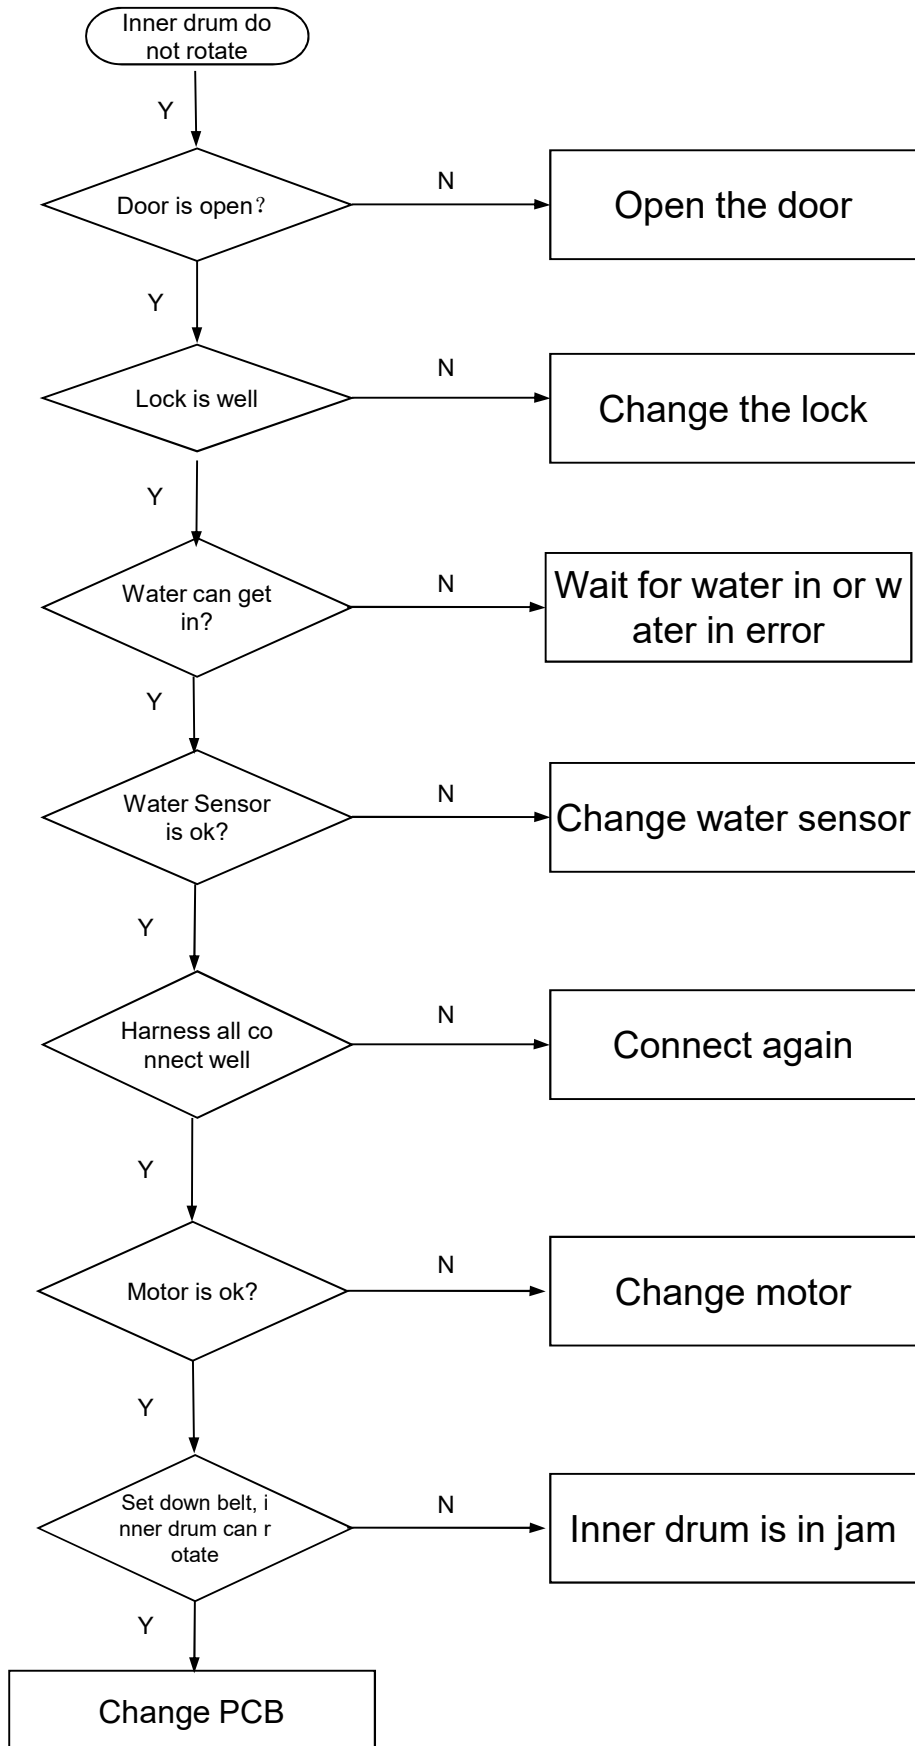 Inner drum do
not rotate
Y
Door is open？
N
Open the door
Y
Lock is well
N
Change the lock
Y
Water can get
in?
N
Wait for water in or w
ater in error
Y
Water Sensor
is ok?
N
Change water sensor
Y
Harness all co
nnect well
N
Connect again
Y
Motor is ok?
N
Change motor
Y
Set down belt, i
nner drum can r
otate
N
Inner drum is in jam
Y
Change PCB